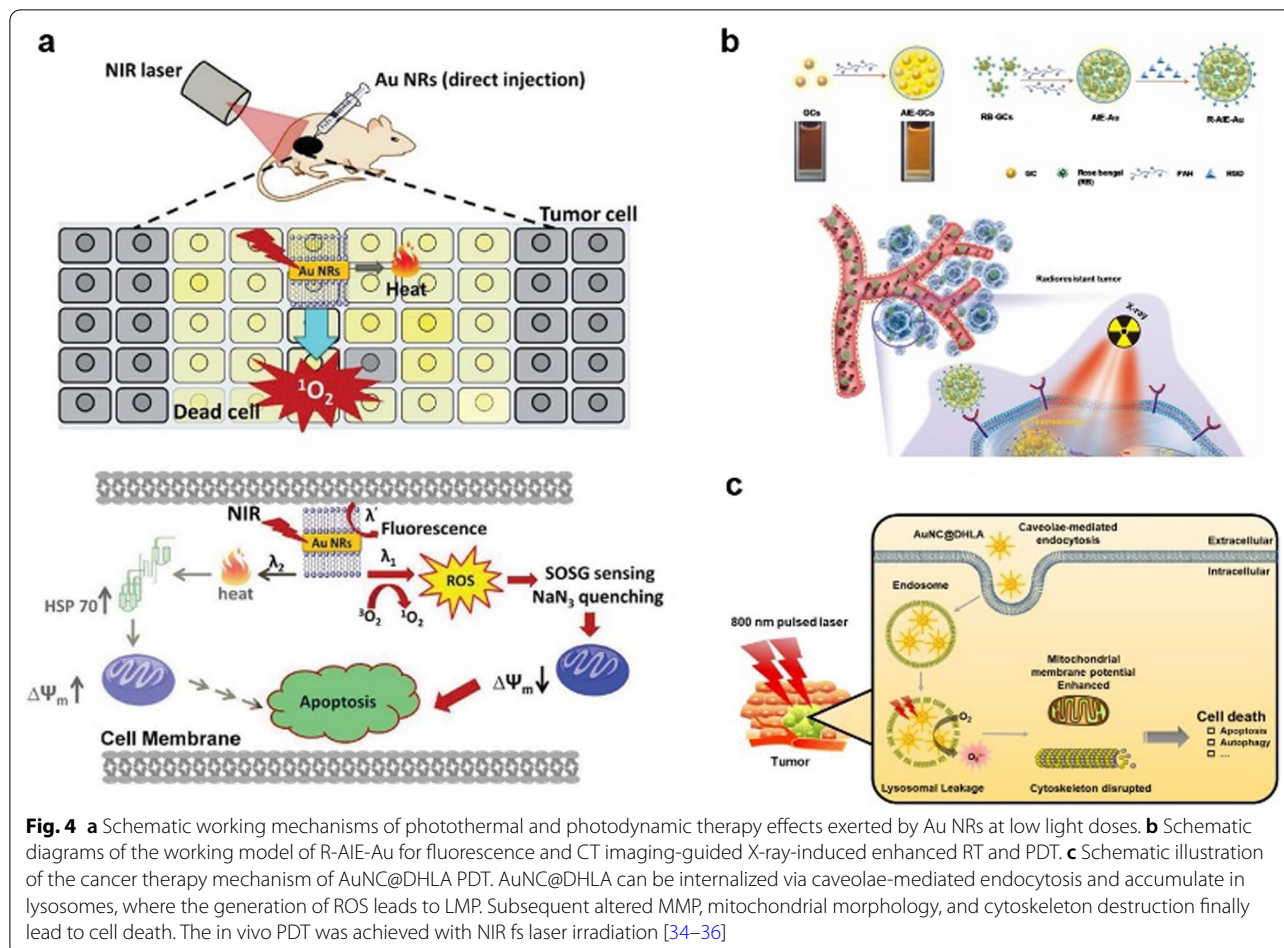 a
NIR laser
Au NRs (direct injection)
Tumor cell
Au NRs
Heat
¹O₂
Dead cell
NIR
λ'
Fluorescence
Au NRs
λ₂
λ₁
heat
ROS
SOSG sensing
NaN₃ quenching
HSP 70
³O₂
¹O₂
ΔΨm
Apoptosis
ΔΨm
Cell Membrane
b
GCs
AIE-GCs
RB-GCs
AIE-Au
R-AIE-Au
GC
Rose bengal
(RB)
PAH
RGD
Radioresistant tumor
X-ray
Fluorescence
c
AuNC@DHLA
Caveolae-mediated
endocytosis
Extracellular
Intracellular
Endosome
800 nm pulsed laser
Mitochondrial
membrane potential
Enhanced
O₂
Cell death
Apoptosis
Autophagy
...
Tumor
Lysosomal Leakage
Cytoskeleton disrupted
Fig. 4 a Schematic working mechanisms of photothermal and photodynamic therapy effects exerted by Au NRs at low light doses. b Schematic
diagrams of the working model of R-AIE-Au for fluorescence and CT imaging-guided X-ray-induced enhanced RT and PDT. c Schematic illustration
of the cancer therapy mechanism of AuNC@DHLA PDT. AuNC@DHLA can be internalized via caveolae-mediated endocytosis and accumulate in
lysosomes, where the generation of ROS leads to LMP. Subsequent altered MMP, mitochondrial morphology, and cytoskeleton destruction finally
lead to cell death. The in vivo PDT was achieved with NIR fs laser irradiation [34–36]